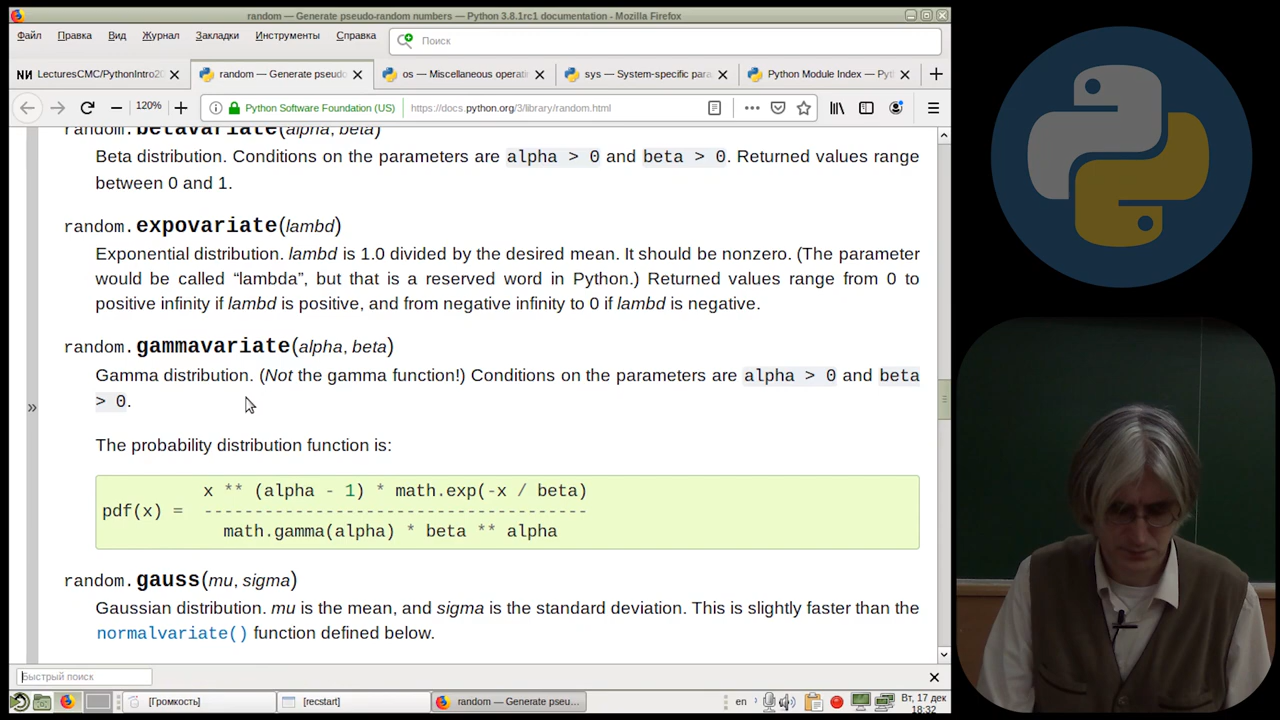 random — Generate pseudo-random numbers — Python 3.8.1rc1 documentation - Mozilla Firefox
Файл Правка Вид Журнал Закладки Инструменты Справка Поиск
LecturesCMC/PythonIntro20 random — Generate pseudo os — Miscellaneous operatin sys — System-specific para Python Module Index — Pyt
120% Python Software Foundation (US) https://docs.python.org/3/library/random.html
random.betavariate(alpha, beta)
Beta distribution. Conditions on the parameters are alpha > 0 and beta > 0. Returned values range
between 0 and 1.
random.expovariate(lambd)
Exponential distribution. lambd is 1.0 divided by the desired mean. It should be nonzero. (The parameter
would be called “lambda”, but that is a reserved word in Python.) Returned values range from 0 to
positive infinity if lambd is positive, and from negative infinity to 0 if lambd is negative.
random.gammavariate(alpha, beta)
Gamma distribution. (Not the gamma function!) Conditions on the parameters are alpha > 0 and beta
> 0.
The probability distribution function is:
x ** (alpha - 1) * math.exp(-x / beta)
pdf(x) = --------------------------------------
math.gamma(alpha) * beta ** alpha
random.gauss(mu, sigma)
Gaussian distribution. mu is the mean, and sigma is the standard deviation. This is slightly faster than the
normalvariate() function defined below.
Быстрый поиск
[Громкость] [recstart] random — Generate pseu... en Вт, 17 дек
18:32